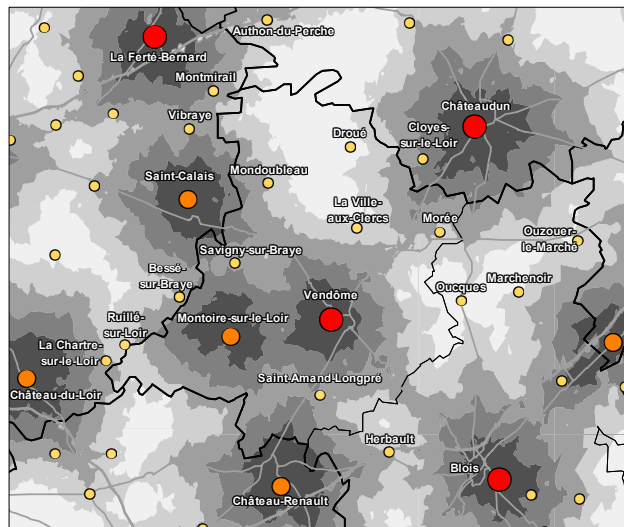 Authon-du-Perche
La Ferté-Bernard
Montmirail
Châteaudun
Vibraye
Droué
Cloyes-
sur-le-Loir
Saint-Calais
Mondoubleau
La Ville-
aux-Clercs
Morée
Ouzouer-
le-Marché
Savigny-sur-Braye
Bessé-
sur-Braye
Marchenoir
Vendôme
Oucques
Montoire-sur-le-Loir
Ruillé-
sur-Loir
La Chartre-
sur-le-Loir
Saint-Amand-Longpré
Château-du-Loir
Herbault
Blois
Château-Renault